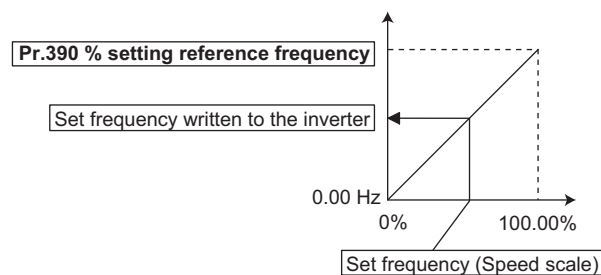 Pr.390 % setting reference frequency
Set frequency written to the inverter
0.00 Hz
0%
100.00%
Set frequency (Speed scale)